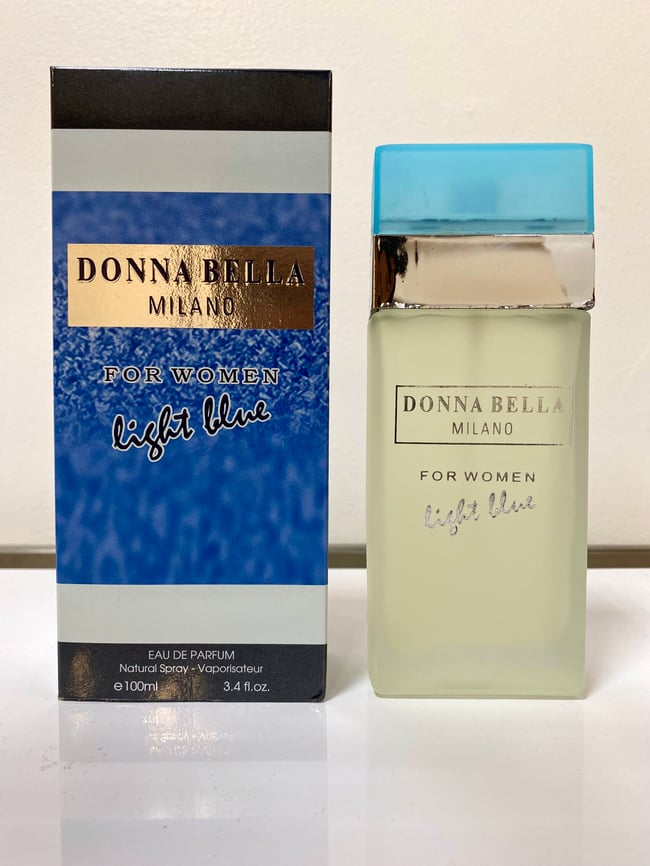 DONNA BELLA
MILANO
FOR WOMEN
light blue
EAU DE PARFUM
Natural Spray - Vaporisateur
℮100ml 3.4 fl.oz.
DONNA BELLA
MILANO
FOR WOMEN
light blue